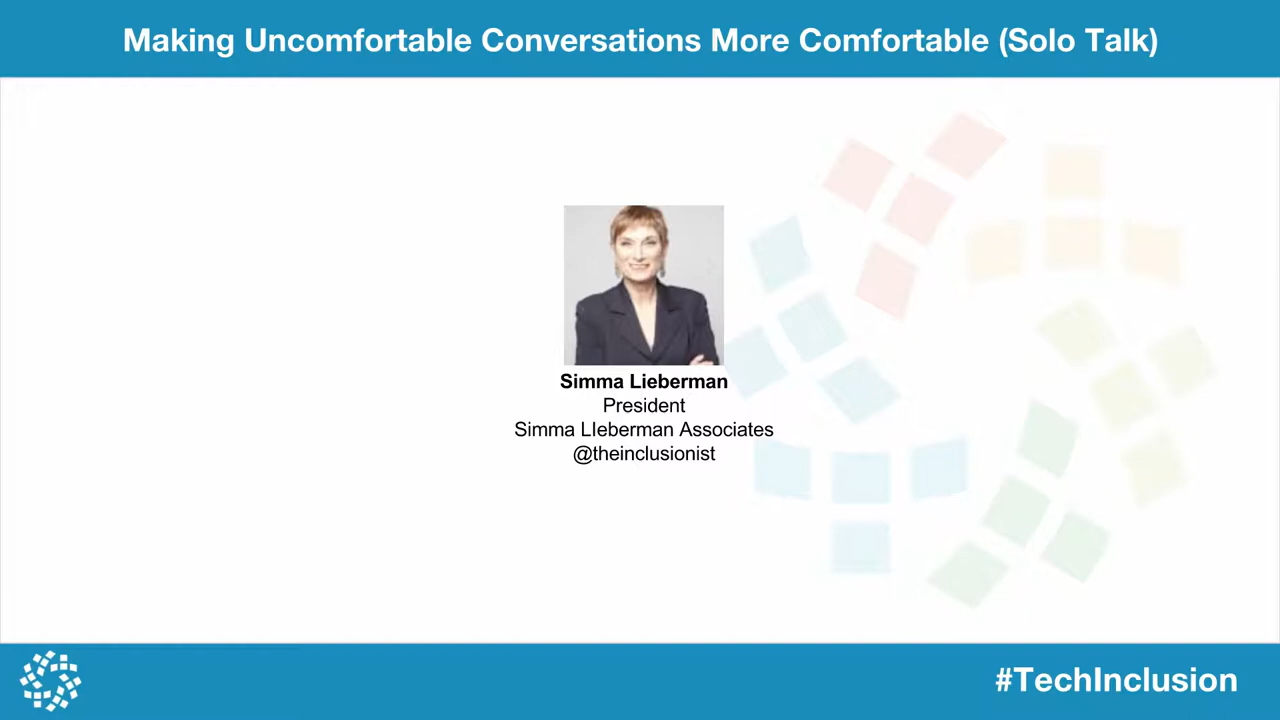 Making Uncomfortable Conversations More Comfortable (Solo Talk)
Simma Lieberman
President
Simma LIeberman Associates
@theinclusionist
#TechInclusion